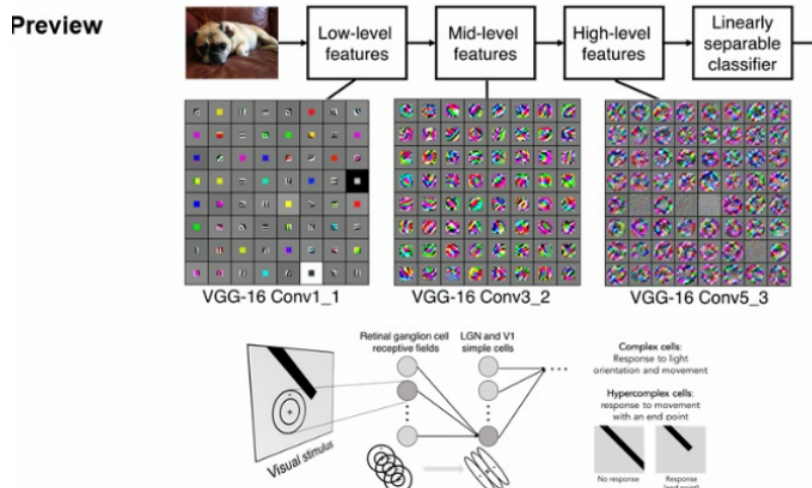 Preview
Low-level
features
Mid-level
features
High-level
features
Linearly
separable
classifier
VGG-16 Conv1_1
VGG-16 Conv3_2
VGG-16 Conv5_3
Visual stimulus
Retinal ganglion cell
receptive fields
LGN and V1
simple cells
Complex cells:
Response to light
orientation and movement
Hypercomplex cells:
response to movement
with an end point
No response
Response
(end point)